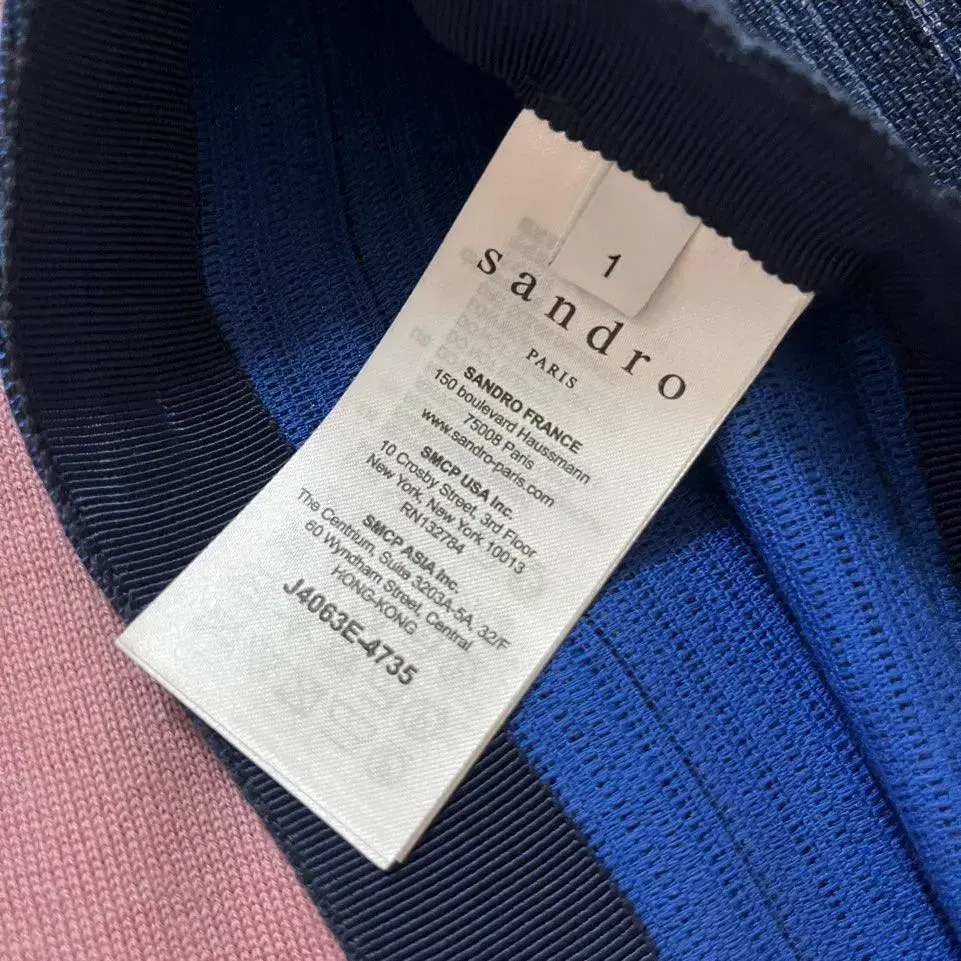 1
sandro
PARIS
SANDRO FRANCE
150 boulevard Haussmann
75008 Paris
www.sandro-paris.com
SMCP USA Inc.
10 Crosby Street, 3rd Floor
New York, New York 10013
RN132784
SMCP ASIA Inc.
The Centrium, Suite 3203A-5A, 32/F
60 Wyndham Street, Central,
HONG-KONG
J4063E-4735